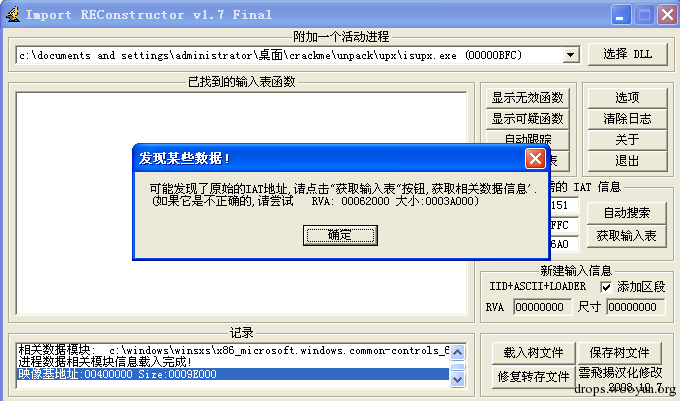 Import REConstructor v1.7 Final
附加一个活动进程
c:\documents and settings\administrator\桌面\crackme\unpack\upx\isupx.exe (00000BFC)
选择 DLL
已找到的输入表函数
显示无效函数
选项
显示可疑函数
清除日志
自动跟踪
关于
表
退出
发现某些数据!
可能发现了原始的IAT地址,请点击“获取输入表“按钮,获取相关数据信息'.
(如果它是不正确的,请尝试 RVA: 00062000 大小:0003A000)
确定
的 IAT 信息
151
自动搜索
FFC
获取输入表
6A0
新建输入信息
IID+ASCII+LOADER
添加区段
RVA 00000000 尺寸 00000000
记录
相关数据模块: c:\windows\winsxs\x86_microsoft.windows.common-controls_6
进程数据相关模块信息载入完成!
映像基地址:00400000 Size:0009E000
载入树文件
保存树文件
修复转存文件
雲飛揚汉化修改
2008.10.7
drops.wooyun.org